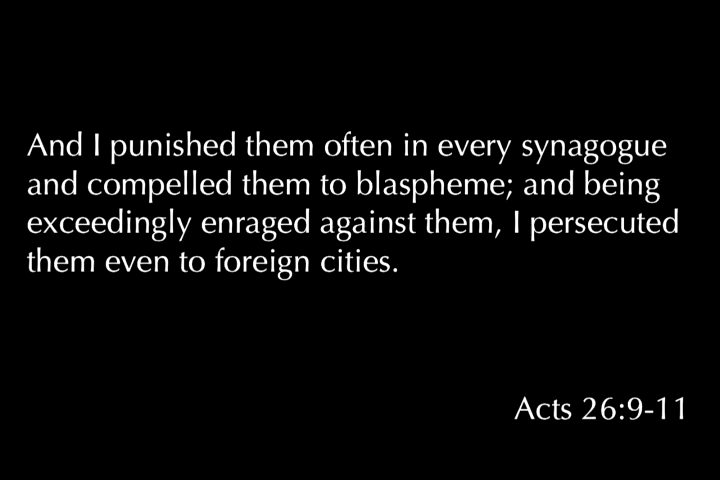 And I punished them often in every synagogue
and compelled them to blaspheme; and being
exceedingly enraged against them, I persecuted
them even to foreign cities.
Acts 26:9-11